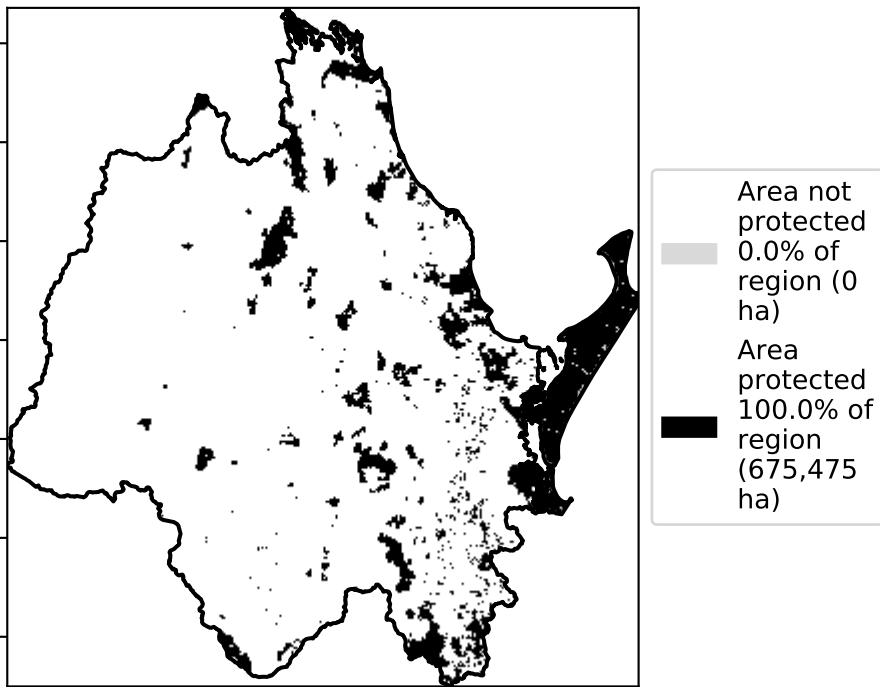 Area not
protected
0.0% of
region (0
ha)
Area
protected
100.0% of
region
(675,475
ha)